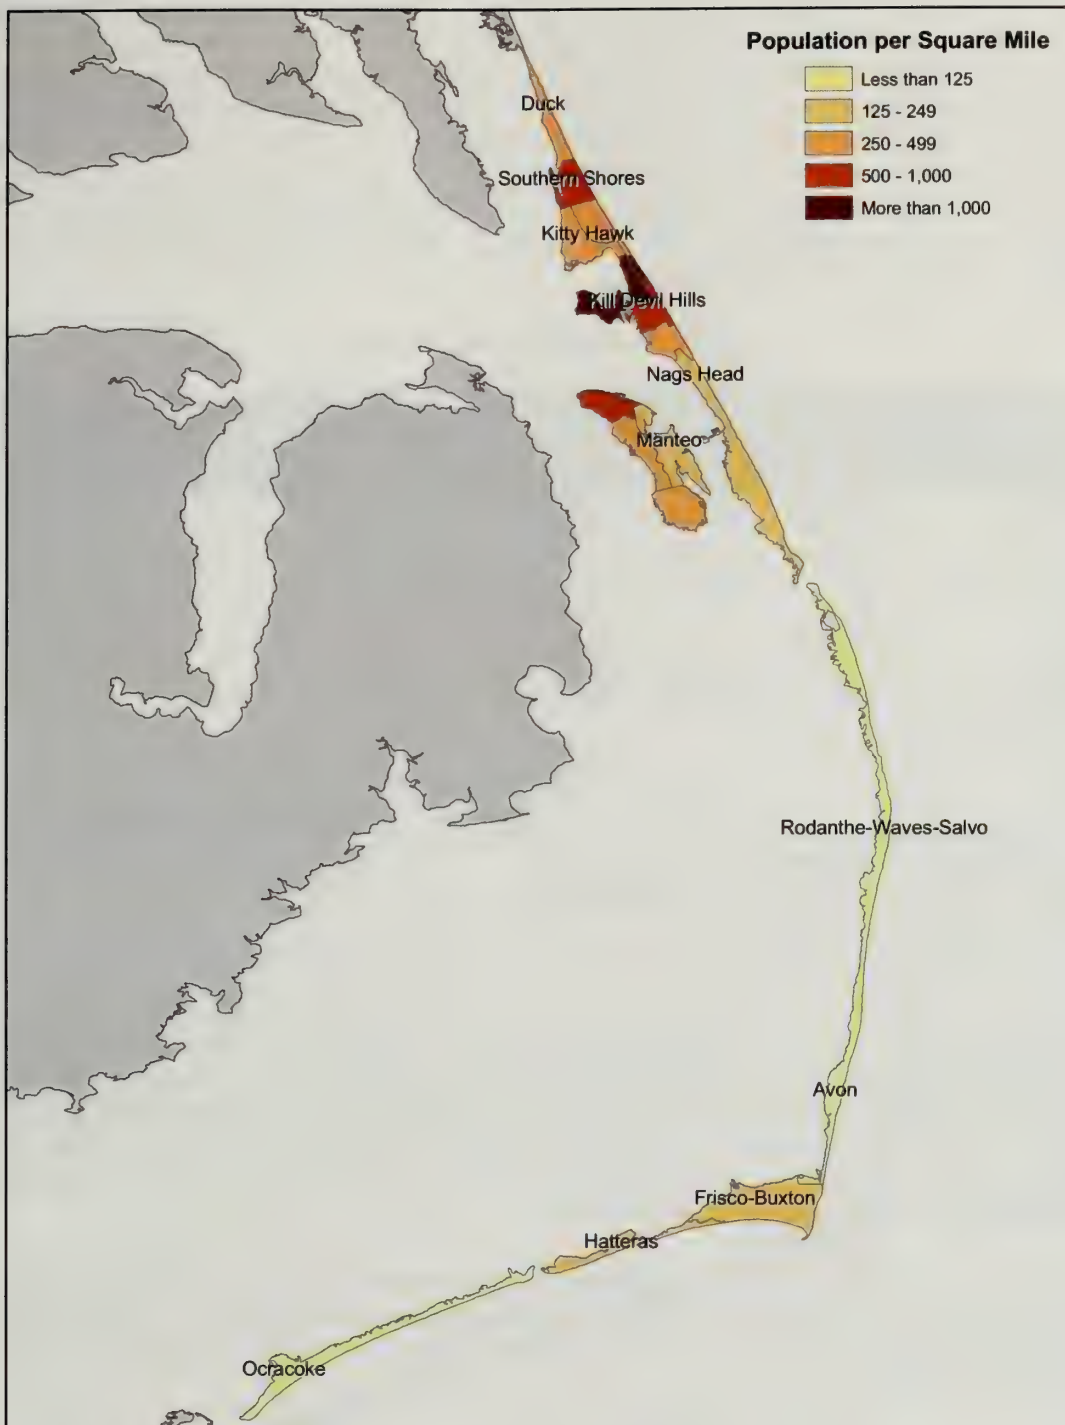 Population per Square Mile
Less than 125
125 - 249
250 - 499
500 - 1,000
More than 1,000
Duck
Southern Shores
Kitty Hawk
Kill Devil Hills
Nags Head
Manteo
Rodanthe-Waves-Salvo
Avon
Frisco-Buxton
Hatteras
Ocracoke